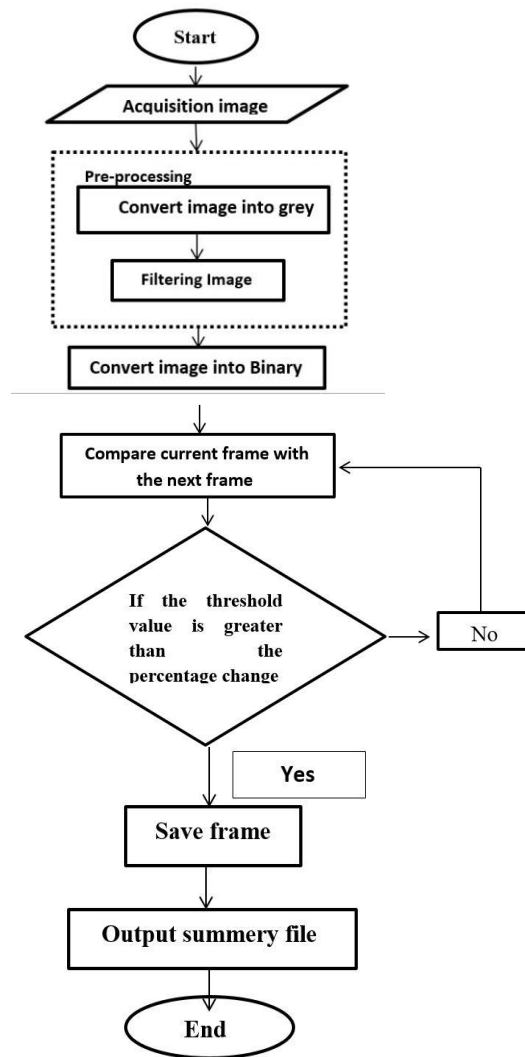 Start
Acquisition image
Pre-processing
Convert image into grey
Filtering Image
Convert image into Binary
Compare current frame with
the next frame
If the threshold
value is greater
than the
percentage change
No
Yes
Save frame
Output summery file
End